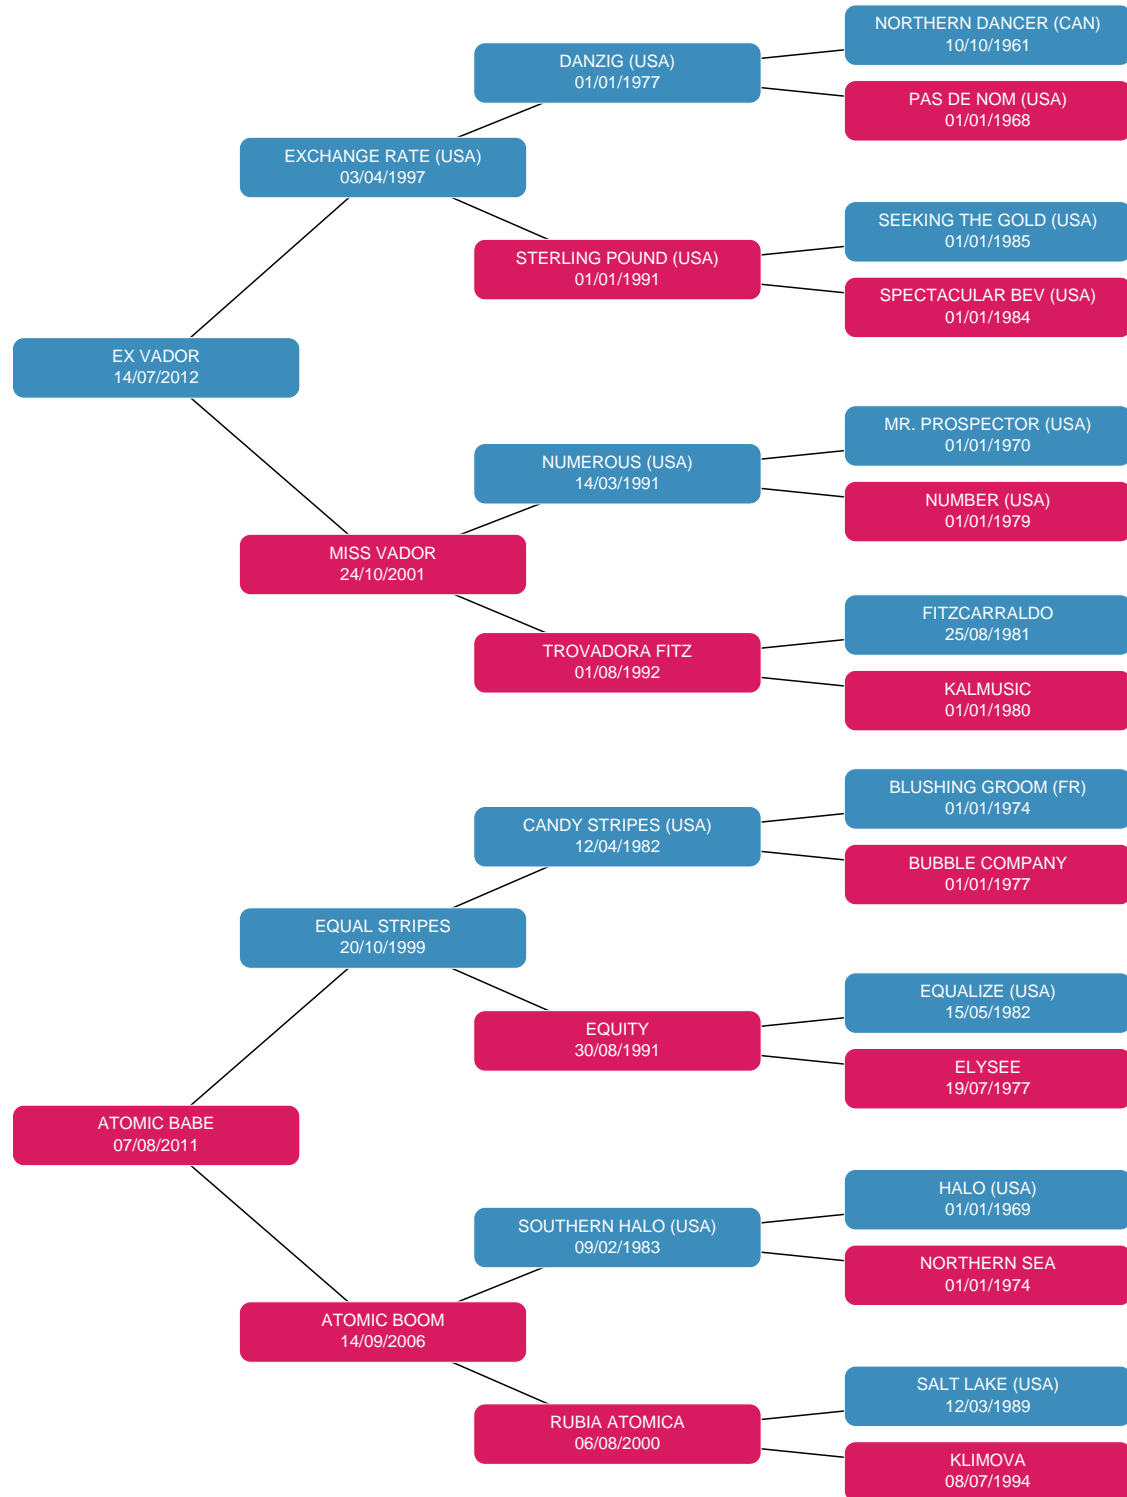 NORTHERN DANCER (CAN)
10/10/1961
DANZIG (USA)
01/01/1977
PAS DE NOM (USA)
01/01/1968
EXCHANGE RATE (USA)
03/04/1997
SEEKING THE GOLD (USA)
01/01/1985
STERLING POUND (USA)
01/01/1991
SPECTACULAR BEV (USA)
01/01/1984
EX VADOR
14/07/2012
MR. PROSPECTOR (USA)
01/01/1970
NUMEROUS (USA)
14/03/1991
NUMBER (USA)
01/01/1979
MISS VADOR
24/10/2001
FITZCARRALDO
25/08/1981
TROVADORA FITZ
01/08/1992
KALMUSIC
01/01/1980
BLUSHING GROOM (FR)
01/01/1974
CANDY STRIPES (USA)
12/04/1982
BUBBLE COMPANY
01/01/1977
EQUAL STRIPES
20/10/1999
EQUALIZE (USA)
15/05/1982
EQUITY
30/08/1991
ELYSEE
19/07/1977
ATOMIC BABE
07/08/2011
HALO (USA)
01/01/1969
SOUTHERN HALO (USA)
09/02/1983
NORTHERN SEA
01/01/1974
ATOMIC BOOM
14/09/2006
SALT LAKE (USA)
12/03/1989
RUBIA ATOMICA
06/08/2000
KLIMOVA
08/07/1994